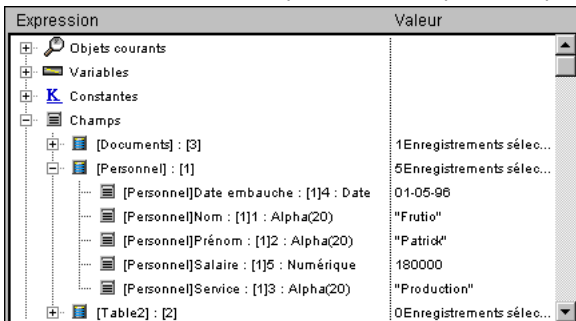 Expression Valeur
Objets courants
Variables
K Constantes
Champs
[Documents] : [3] 1Enregistrements sélec...
[Personnel] : [1] 5Enregistrements sélec...
[Personnel]Date embauche : [1]4 : Date 01-05-96
[Personnel]Nom : [1]1 : Alpha(20) "Frutio"
[Personnel]Prénom : [1]2 : Alpha(20) "Patrick"
[Personnel]Salaire : [1]5 : Numérique 180000
[Personnel]Service : [1]3 : Alpha(20) "Production"
[Table2] : [2] 0Enregistrements sélec...